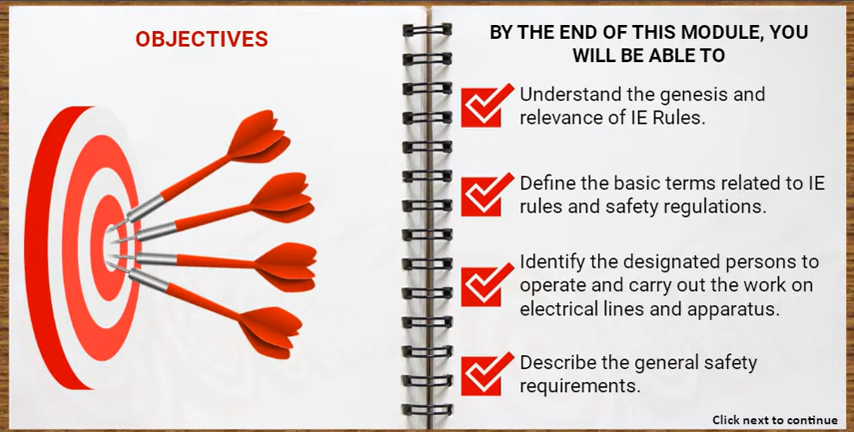 OBJECTIVES
BY THE END OF THIS MODULE, YOU
WILL BE ABLE TO
Understand the genesis and
relevance of IE Rules.
Define the basic terms related to IE
rules and safety regulations.
Identify the designated persons to
operate and carry out the work on
electrical lines and apparatus.
Describe the general safety
requirements.
Click next to continue